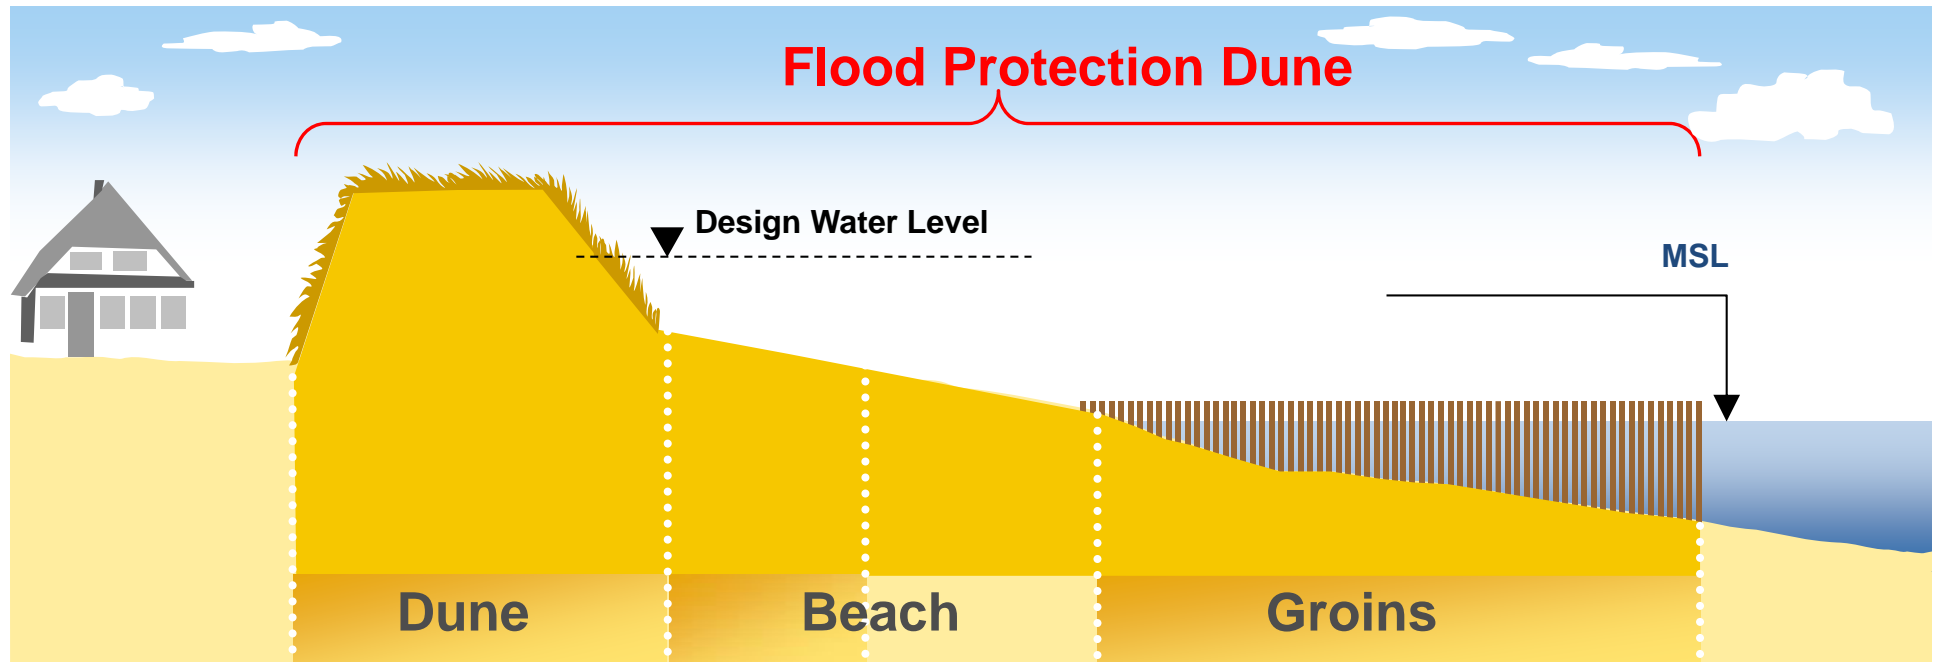 Flood Protection Dune
Design Water Level
MSL
Dune
Beach
Groins